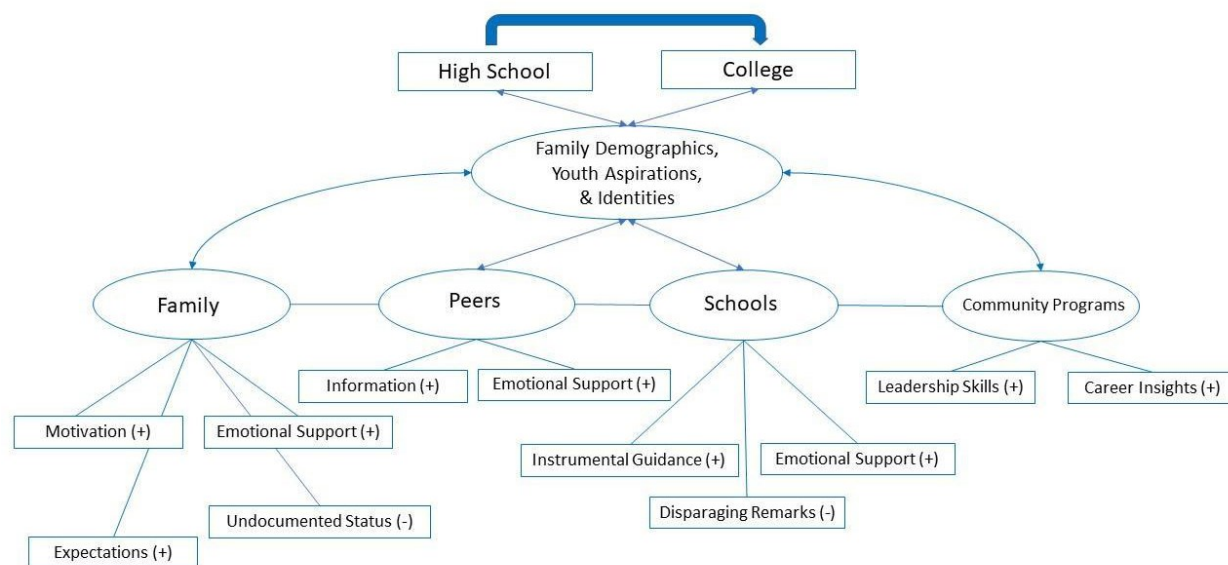 High School
College
Family Demographics,
Youth Aspirations,
& Identities
Family
Peers
Schools
Community Programs
Information (+)
Emotional Support (+)
Leadership Skills (+)
Career Insights (+)
Motivation (+)
Emotional Support (+)
Instrumental Guidance (+)
Emotional Support (+)
Undocumented Status (-)
Disparaging Remarks (-)
Expectations (+)